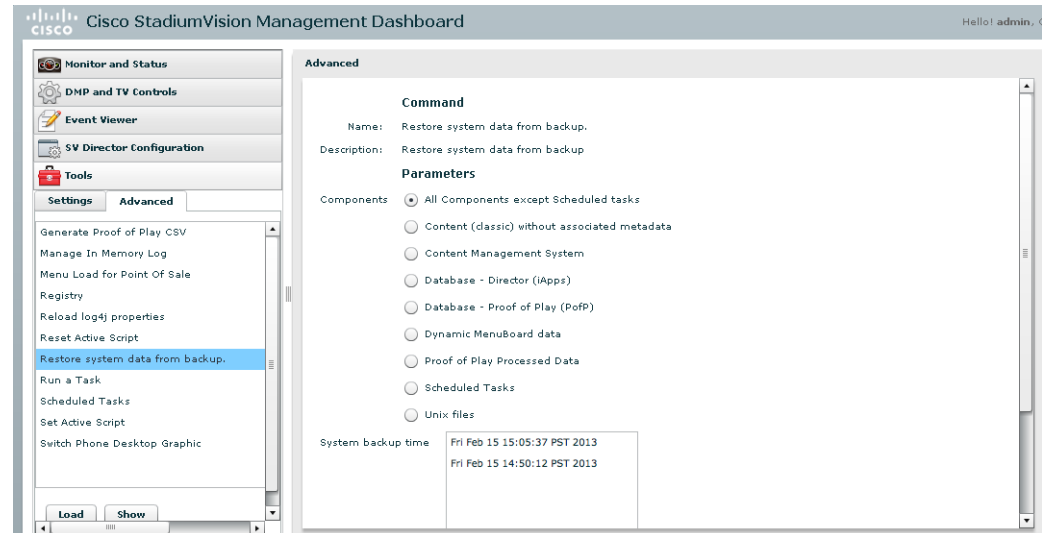 CISCO
Cisco StadiumVision Management Dashboard
Hello! admin,
Monitor and Status
DMP and TV Controls
Event Viewer
SV Director Configuration
Tools
Settings
Advanced
Generate Proof of Play CSV
Manage In Memory Log
Menu Load for Point Of Sale
Registry
Reload log4j properties
Reset Active Script
Restore system data from backup.
Run a Task
Scheduled Tasks
Set Active Script
Switch Phone Desktop Graphic
Load
Show
Advanced
Command
Name: Restore system data from backup.
Description: Restore system data from backup
Parameters
Components All Components except Scheduled tasks
Content (classic) without associated metadata
Content Management System
Database - Director (iApps)
Database - Proof of Play (PofP)
Dynamic MenuBoard data
Proof of Play Processed Data
Scheduled Tasks
Unix files
System backup time Fri Feb 15 15:05:37 PST 2013
Fri Feb 15 14:50:12 PST 2013